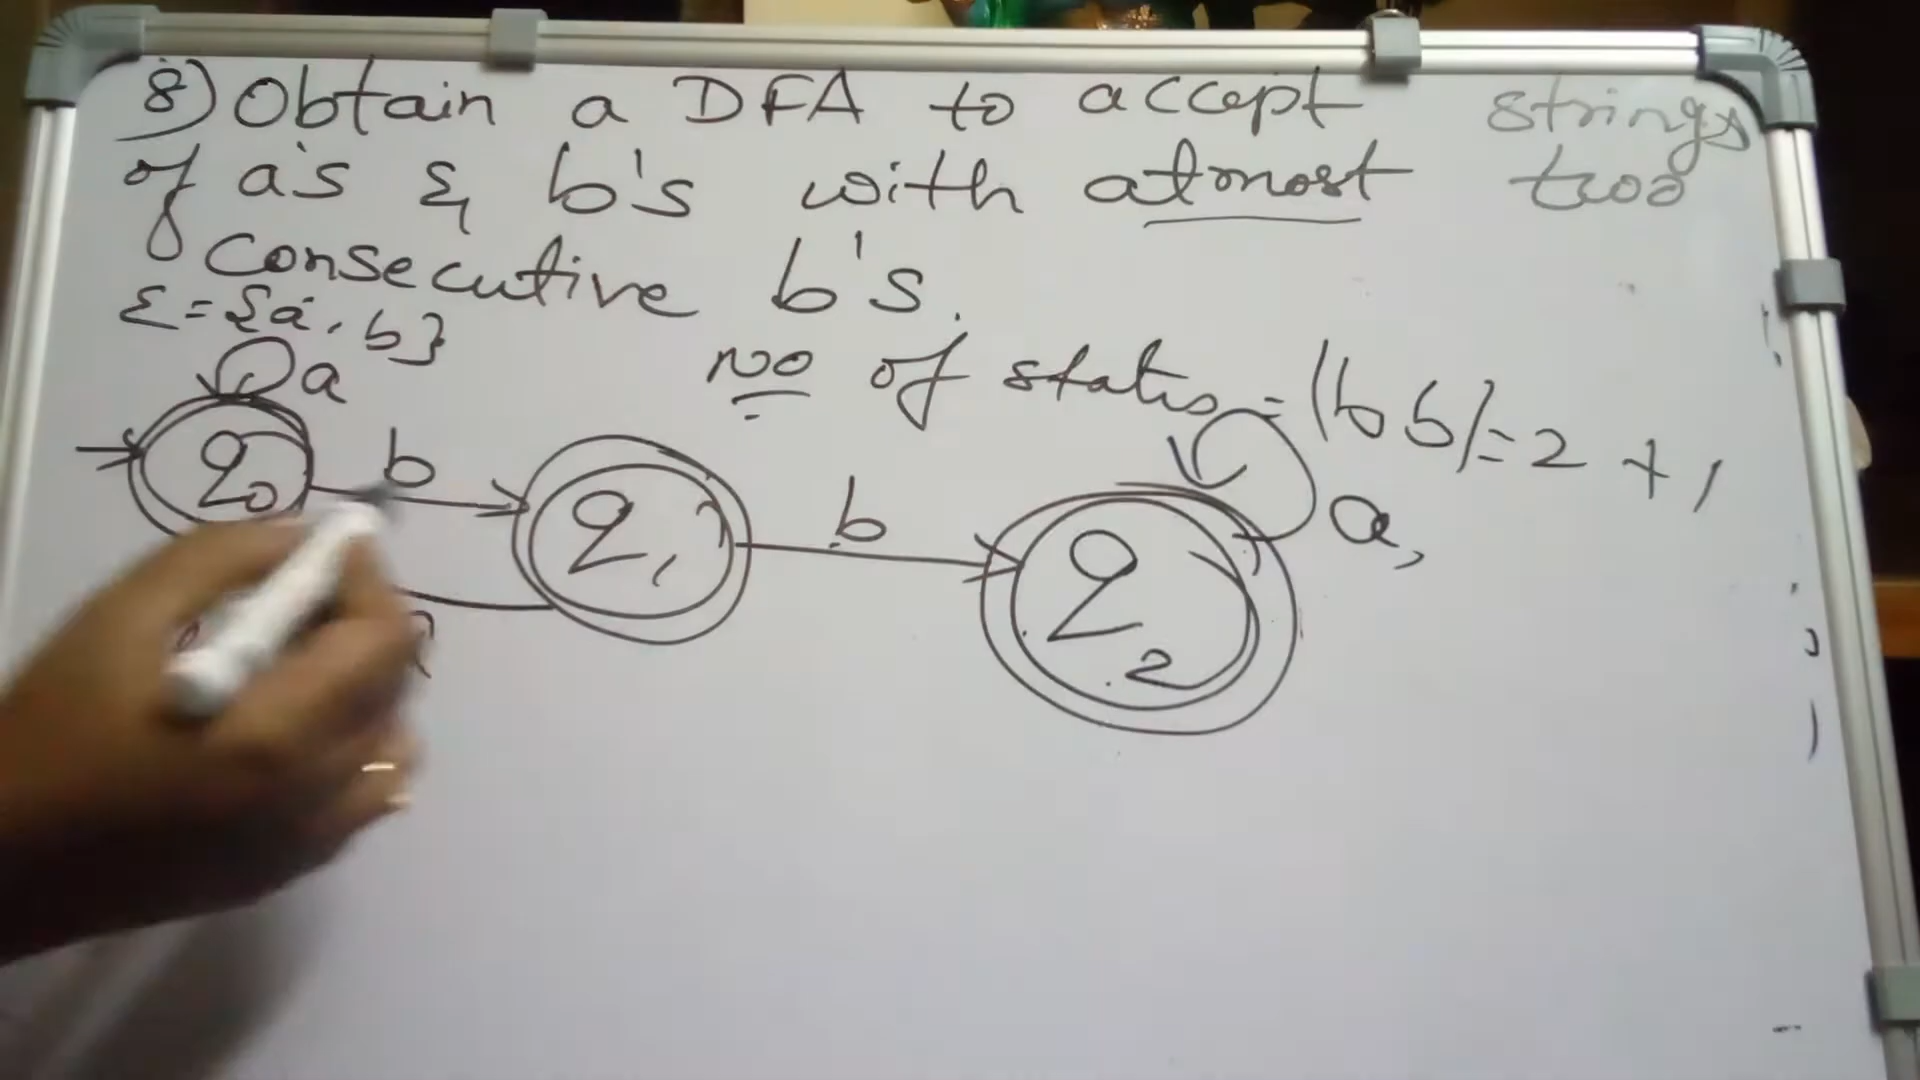 8) Obtain a DFA to accept strings
of a's & b's with atmost two
consecutive b's.
Σ = {a, b}
No of states = |bb| = 2 + 1
a
q0
b
q1
b
q2
a,